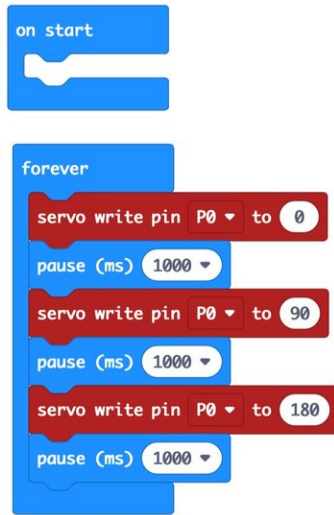 on start
forever
servo write pin P0 to 0
pause (ms) 1000
servo write pin P0 to 90
pause (ms) 1000
servo write pin P0 to 180
pause (ms) 1000